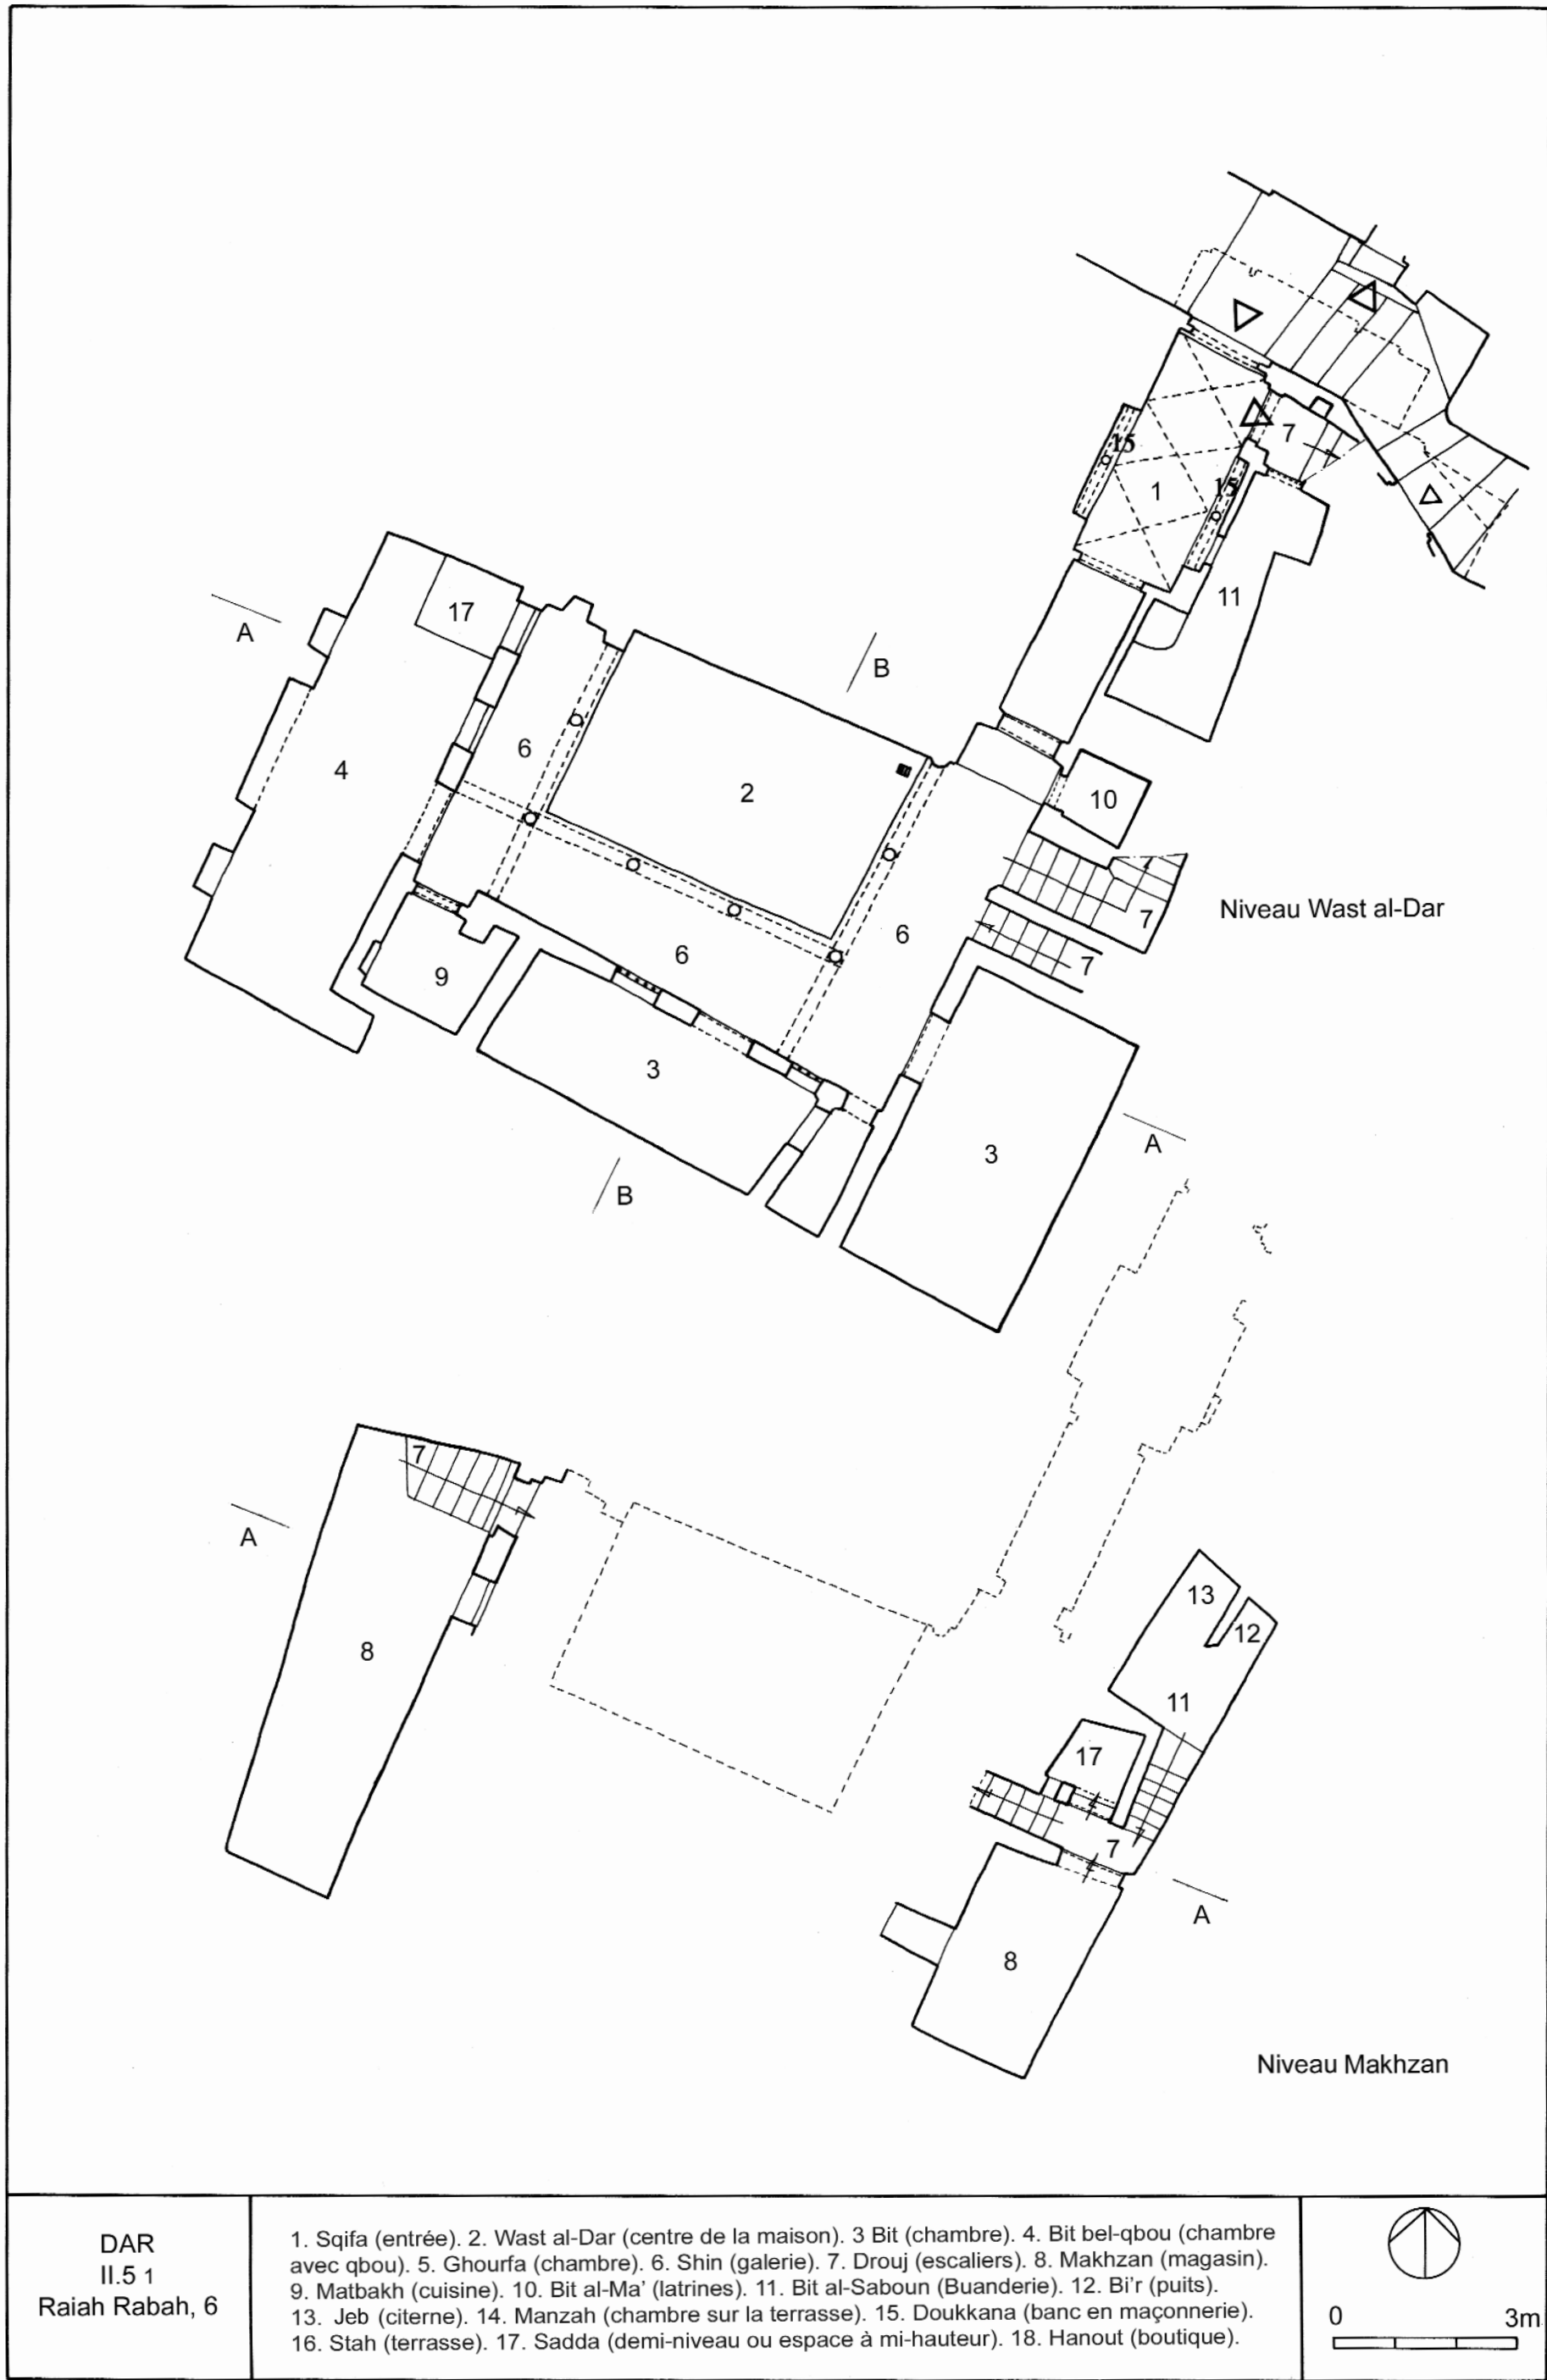 15
7
15
1
11
17
A
B
6
4
2
10
Niveau Wast al-Dar
7
6
6
7
9
3
A
3
B
7
A
13
12
8
11
17
7
A
8
Niveau Makhzan
DAR
II.5 1
Raiah Rabah, 6
1. Sqifa (entrée). 2. Wast al-Dar (centre de la maison). 3 Bit (chambre). 4. Bit bel-qbou (chambre
avec qbou). 5. Ghourfa (chambre). 6. Shin (galerie). 7. Drouj (escaliers). 8. Makhzan (magasin).
9. Matbakh (cuisine). 10. Bit al-Ma’ (latrines). 11. Bit al-Saboun (Buanderie). 12. Bi’r (puits).
13. Jeb (citerne). 14. Manzah (chambre sur la terrasse). 15. Doukkana (banc en maçonnerie).
16. Stah (terrasse). 17. Sadda (demi-niveau ou espace à mi-hauteur). 18. Hanout (boutique).
0 3m